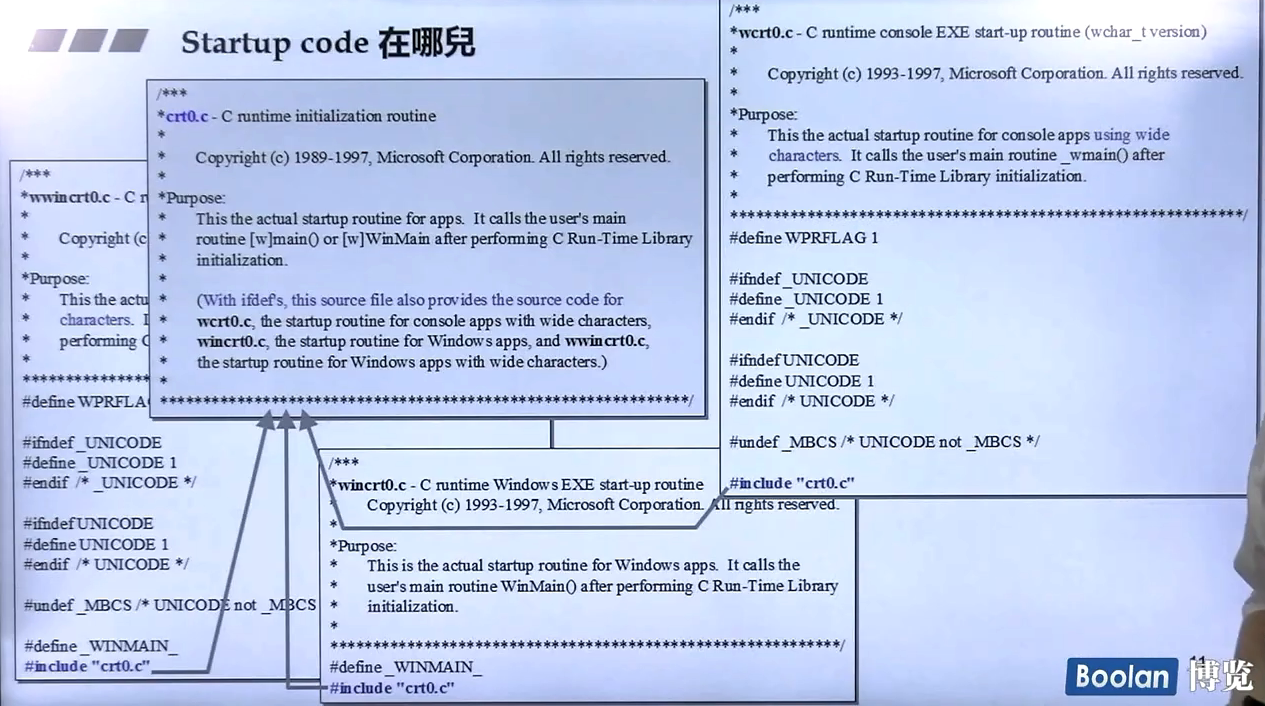 Startup code 在哪兒
/***
*crt0.c - C runtime initialization routine
*
*       Copyright (c) 1989-1997, Microsoft Corporation. All rights reserved.
*
*Purpose:
*       This the actual startup routine for apps.  It calls the user's main
*       routine [w]main() or [w]WinMain after performing C Run-Time Library
*       initialization.
*
*       (With ifdef's, this source file also provides the source code for
*       wcrt0.c, the startup routine for console apps with wide characters,
*       wincrt0.c, the startup routine for Windows apps, and wwincrt0.c,
*       the startup routine for Windows apps with wide characters.)
*
**************************************************************/
/***
*wwincrt0.c - C r
*
*       Copyright (c
*
*Purpose:
*       This the actu
*       characters.
*       performing
*
***************
#define WPRFLA
#ifndef _UNICODE
#define _UNICODE 1
#endif /* _UNICODE */
#ifndef UNICODE
#define UNICODE 1
#endif /* UNICODE */
#undef _MBCS /* UNICODE not _MBCS
#define _WINMAIN_
#include "crt0.c"
/***
*wincrt0.c - C runtime Windows EXE start-up routine
*       Copyright (c) 1993-1997, Microsoft Corporation. All rights reserved.
*
*Purpose:
*       This is the actual startup routine for Windows apps.  It calls the
*       user's main routine WinMain() after performing C Run-Time Library
*       initialization.
*
************************************************************/
#define _WINMAIN_
#include "crt0.c"
/***
*wcrt0.c - C runtime console EXE start-up routine (wchar_t version)
*
*       Copyright (c) 1993-1997, Microsoft Corporation. All rights reserved.
*
*Purpose:
*       This the actual startup routine for console apps using wide
*       characters.  It calls the user's main routine _wmain() after
*       performing C Run-Time Library initialization.
*
************************************************************/
#define WPRFLAG 1
#ifndef _UNICODE
#define _UNICODE 1
#endif /* _UNICODE */
#ifndef UNICODE
#define UNICODE 1
#endif /* UNICODE */
#undef _MBCS /* UNICODE not _MBCS */
#include "crt0.c"
11
Boolan 博览